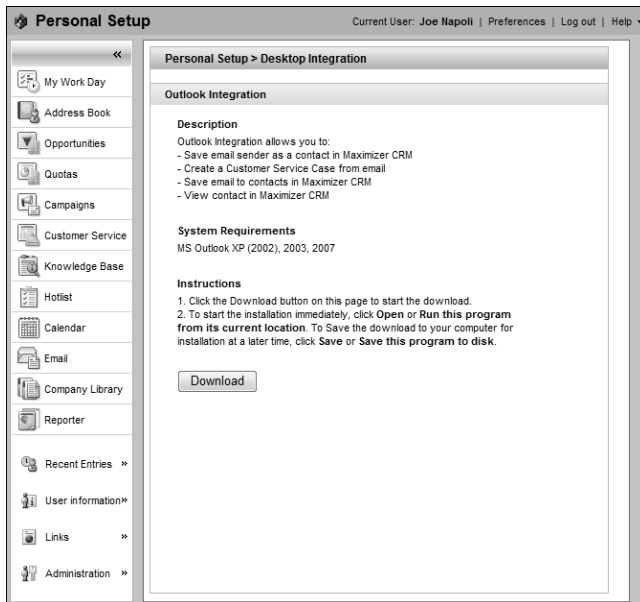 Personal Setup
Current User: Joe Napoli | Preferences | Log out | Help
«
My Work Day
Address Book
Opportunities
Quotas
Campaigns
Customer Service
Knowledge Base
Hotlist
Calendar
Email
Company Library
Reporter
Recent Entries »
User information»
Links »
Administration »
Personal Setup > Desktop Integration
Outlook Integration
Description
Outlook Integration allows you to:
- Save email sender as a contact in Maximizer CRM
- Create a Customer Service Case from email
- Save email to contacts in Maximizer CRM
- View contact in Maximizer CRM
System Requirements
MS Outlook XP (2002), 2003, 2007
Instructions
1. Click the Download button on this page to start the download.
2. To start the installation immediately, click Open or Run this program
from its current location. To Save the download to your computer for
installation at a later time, click Save or Save this program to disk.
Download